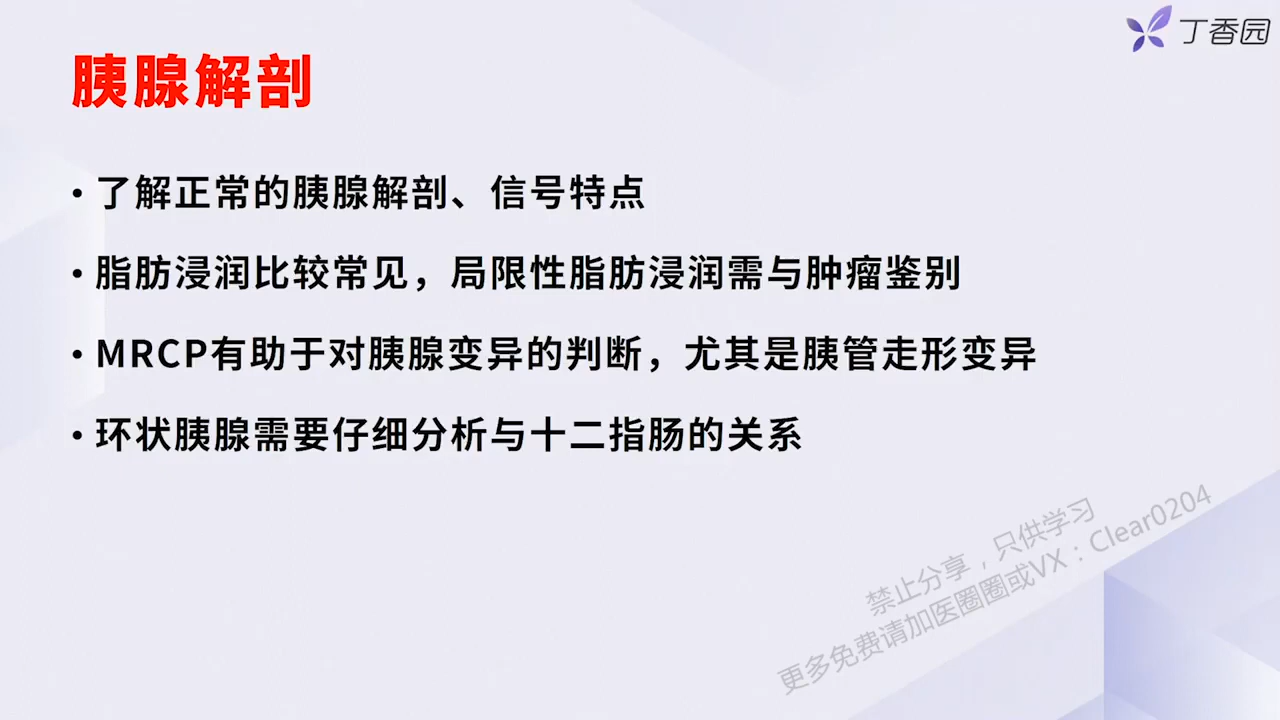 丁香园
胰腺解剖
• 了解正常的胰腺解剖、信号特点
• 脂肪浸润比较常见，局限性脂肪浸润需与肿瘤鉴别
• MRCP有助于对胰腺变异的判断，尤其是胰管走形变异
• 环状胰腺需要仔细分析与十二指肠的关系
禁止分享，只供学习
更多免费请加医圈圈或VX：Clear0204